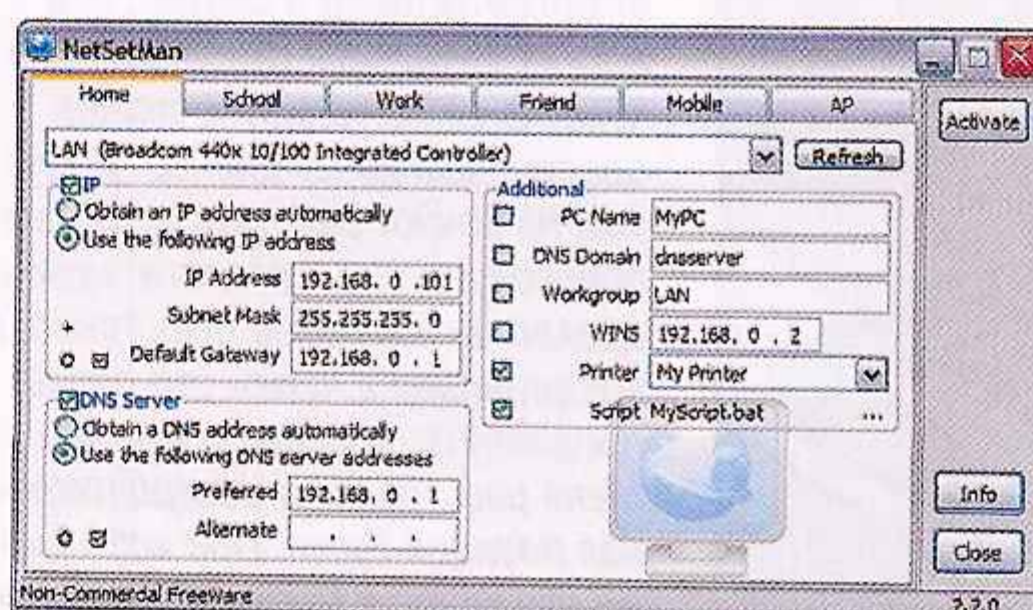 NetSetMan
Home School Work Friend Mobile AP
Activate
LAN (Broadcom 440x 10/100 Integrated Controller)
Refresh
IP
Obtain an IP address automatically
Use the following IP address
IP Address 192.168. 0 .101
Subnet Mask 255.255.255. 0
+
Default Gateway 192.168. 0 . 1
DNS Server
Obtain a DNS address automatically
Use the following DNS server addresses
Preferred 192.168. 0 . 1
Alternate . . .
Additional
PC Name MyPC
DNS Domain dnsserver
Workgroup LAN
WINS 192.168. 0 . 2
Printer My Printer
Script MyScript.bat ...
Info
Close
Non-Commercial Freeware
2.2.0